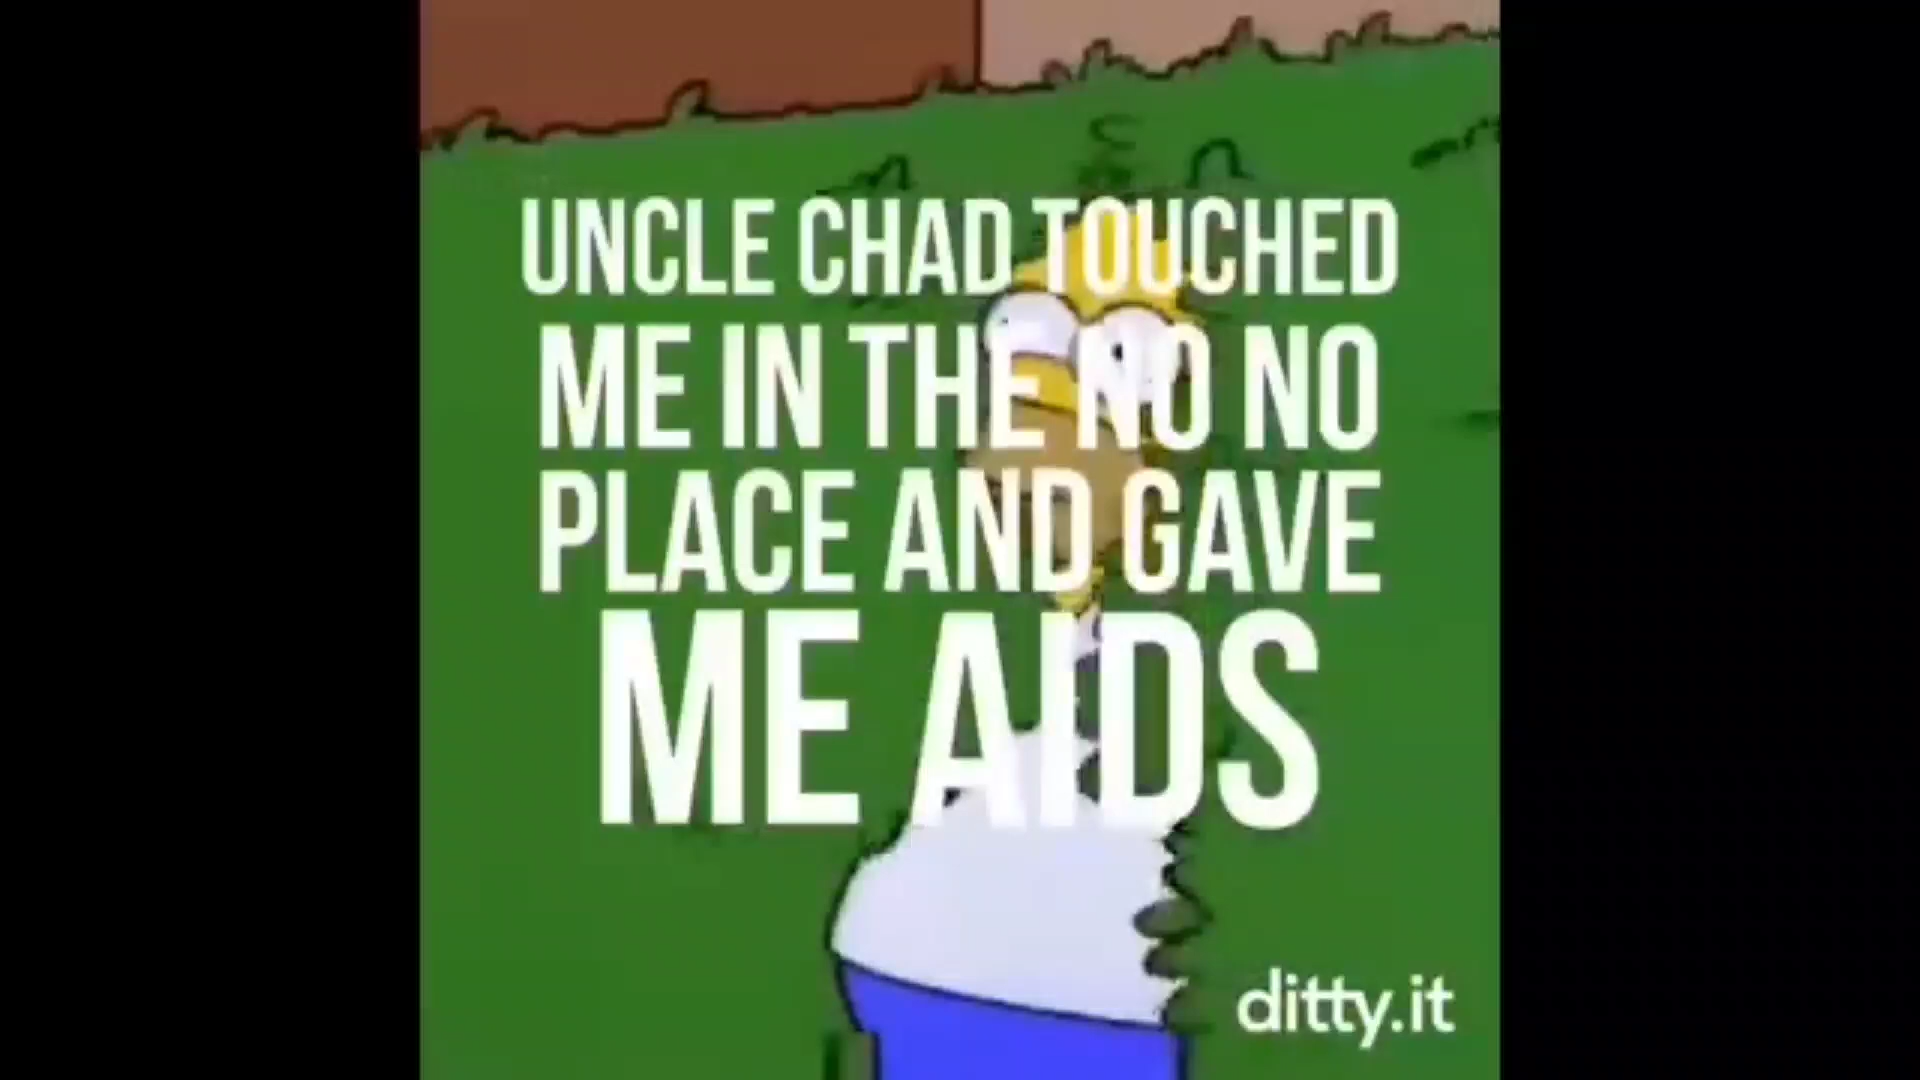 UNCLE CHAD TOUCHED
ME IN THE NO NO
PLACE AND GAVE
ME AIDS
ditty.it